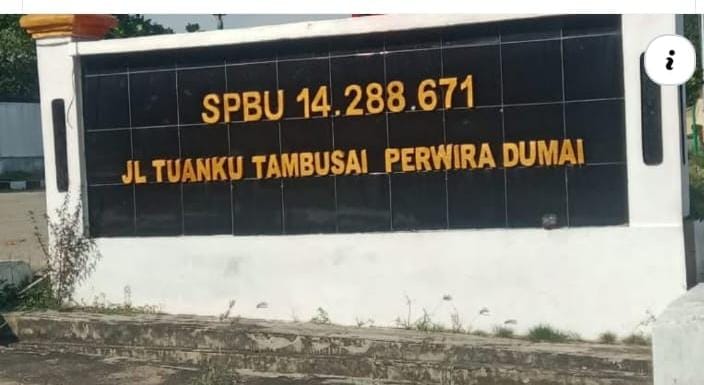 SPBU 14.288.671
JL TUANKU TAMBUSAI PERWIRA DUMAI